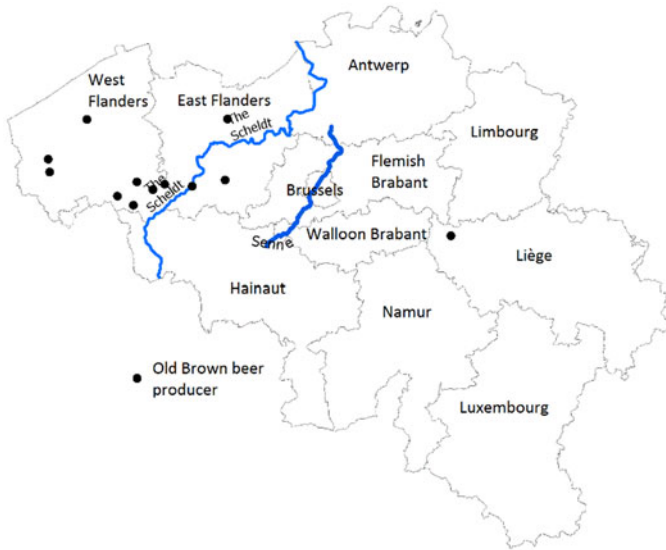 Antwerp
West
Flanders
East Flanders
The
Scheldt
Limbourg
Flemish
Brabant
The
Scheldt
Brussels
Senne
Walloon Brabant
Liège
Hainaut
Namur
Old Brown beer
producer
Luxembourg